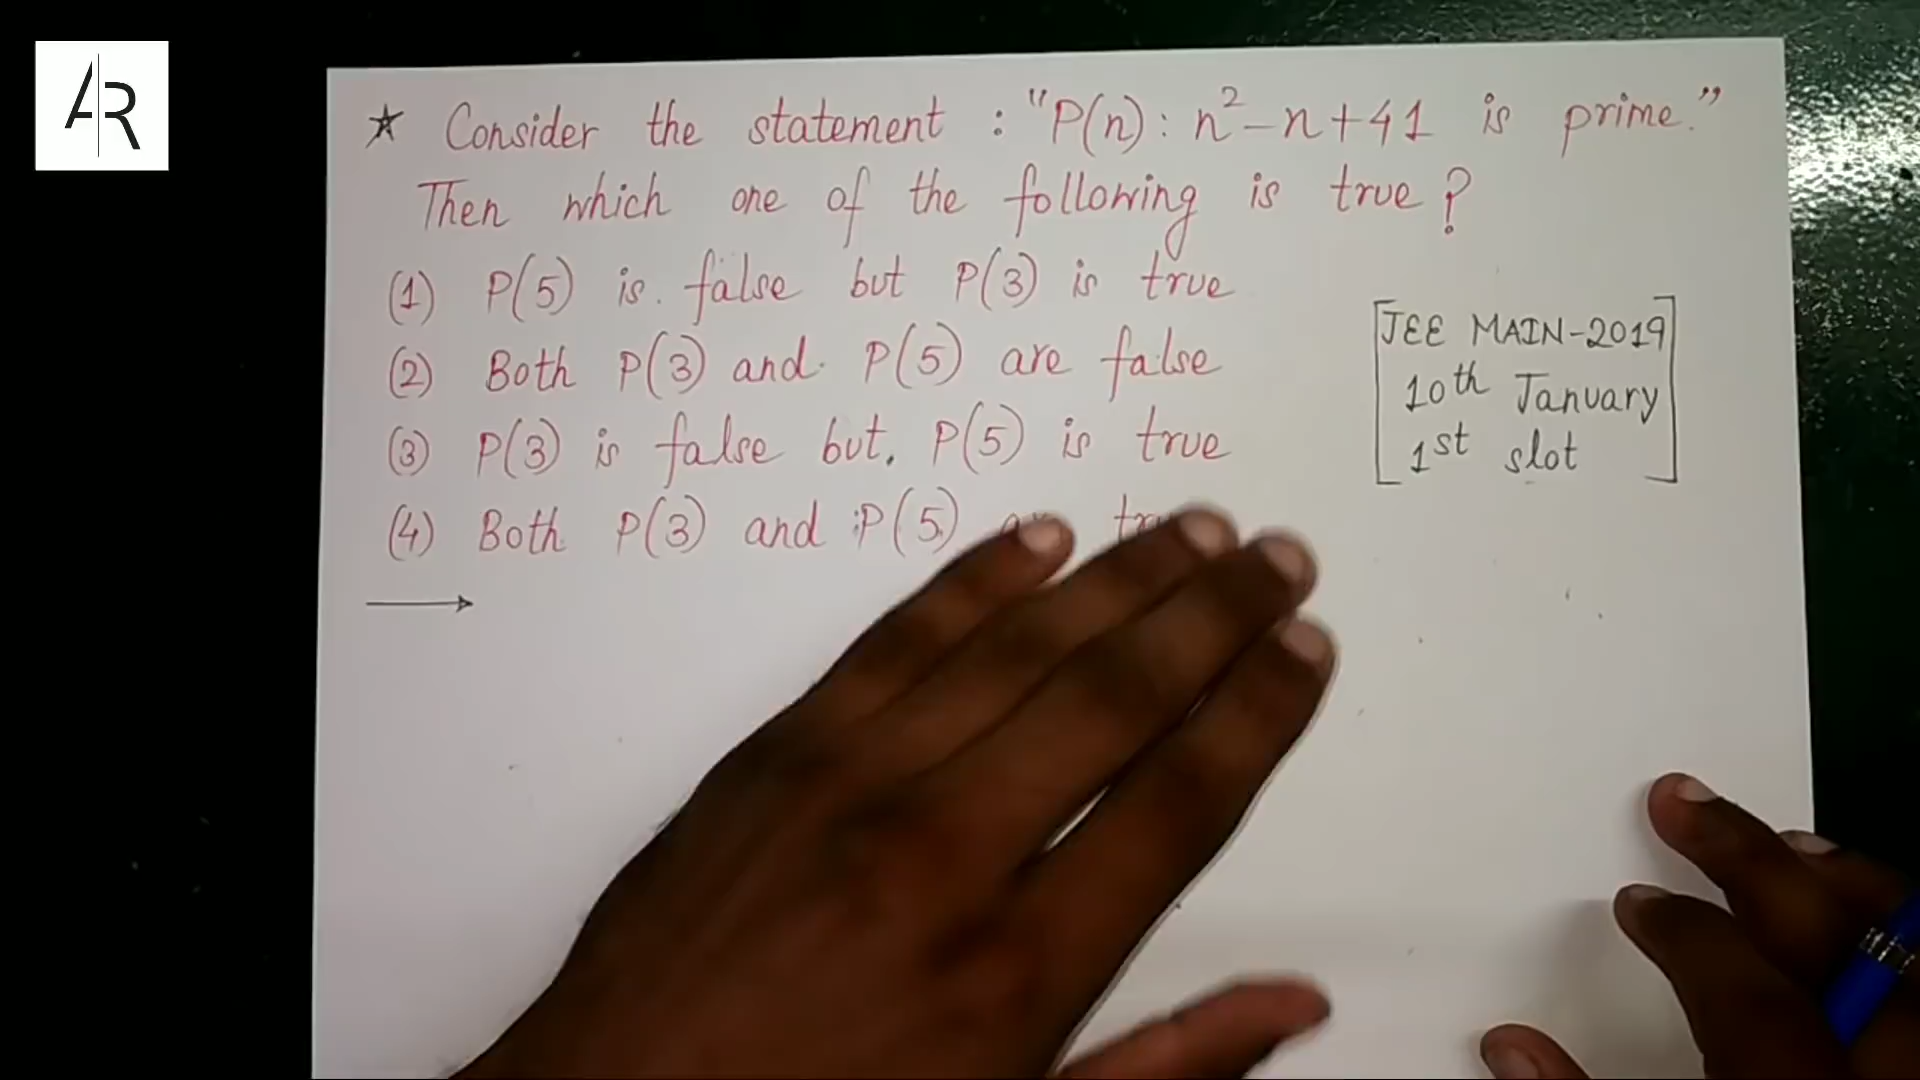 AR
★ Consider the statement : "P(n) : n²-n+41 is prime."
Then which one of the following is true?
(1) P(5) is false but P(3) is true
(2) Both P(3) and P(5) are false
(3) P(3) is false but, P(5) is true
(4) Both P(3) and P(5)
[JEE MAIN-2019
10th January
1st slot]